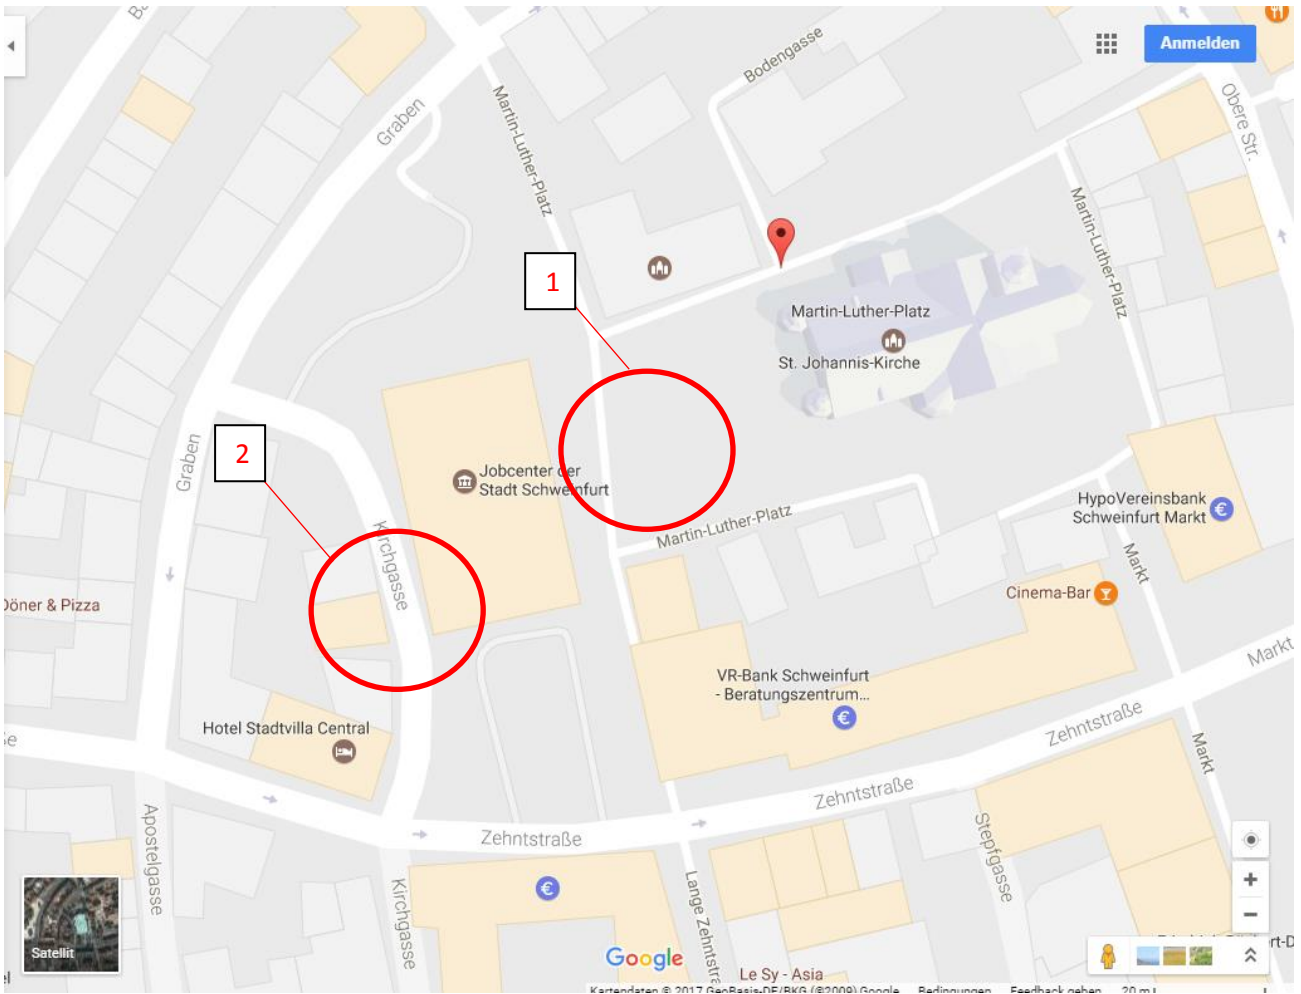 Anmelden
Bodengasse
Obere Str.
Graben
Martin-Luther-Platz
Martin-Luther-Platz
1
Martin-Luther-Platz
St. Johannis-Kirche
Graben
2
Jobcenter der
Stadt Schweinfurt
HypoVereinsbank
Schweinfurt Markt
Martin-Luther-Platz
Kirchgasse
Markt
Döner & Pizza
Cinema-Bar
Markt
VR-Bank Schweinfurt
- Beratungszentrum...
Hotel Stadtvilla Central
Zehntstraße
Markt
Zehntstraße
Zehntstraße
Apostelgasse
Stepfgasse
Kirchgasse
Lange Zehntstr
Satellit
Google
Le Sy - Asia
Kartendaten © 2017 GeoBasis-DE/BKG (©2009) Google
Bedingungen
Feedback geben
20 m